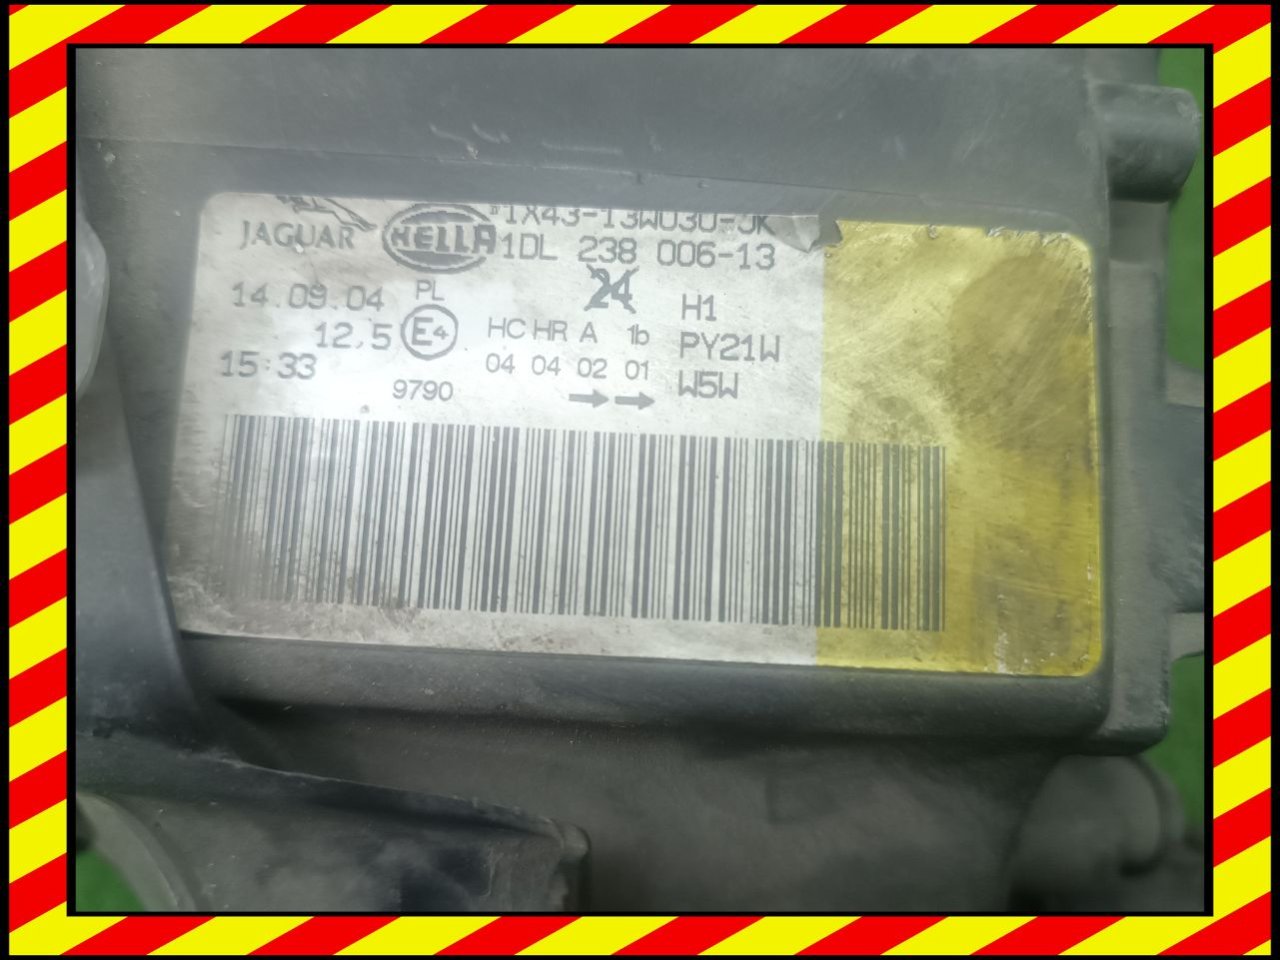 JAGUAR HELLA
1X43-13W030-JK
1DL 238 006-13
14.09.04 PL 24 H1
12,5 E4 HC HR A 1b PY21W
15:33 04 04 02 01 W5W
9790 →→